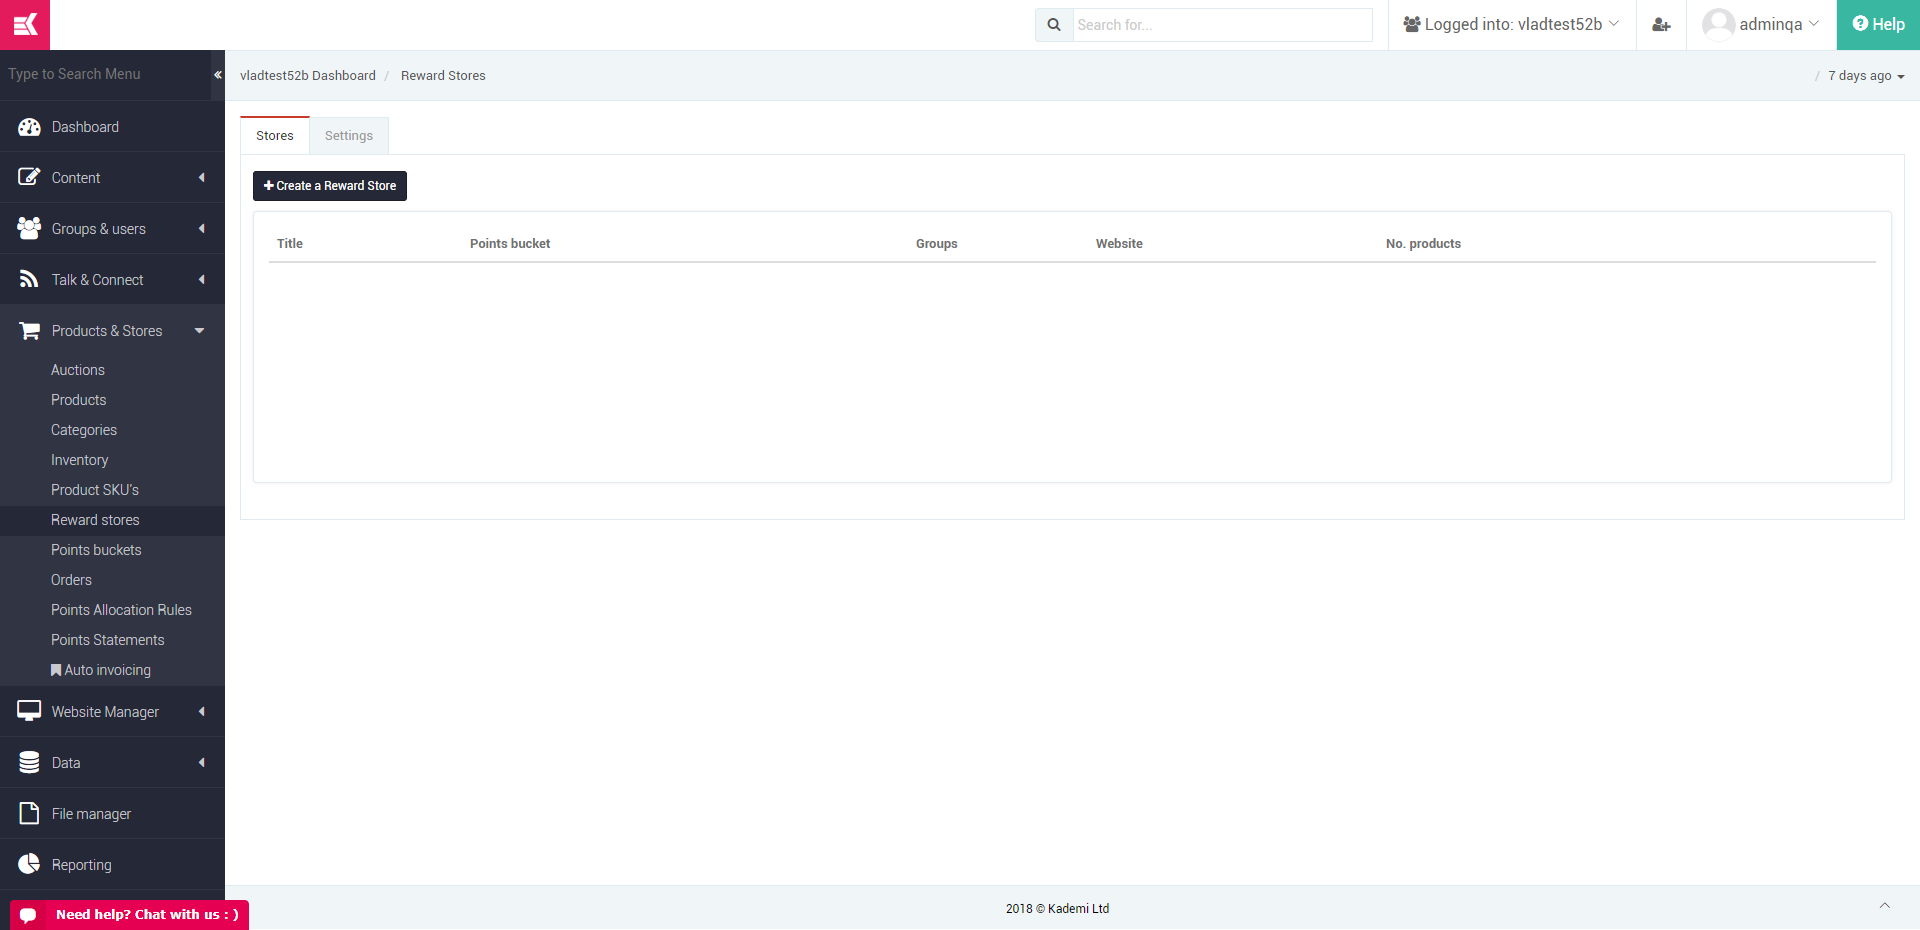 Search for...
Logged into: vladtest52b
adminqa
Help
Type to Search Menu
«
vladtest52b Dashboard / Reward Stores
/ 7 days ago
Dashboard
Content
Groups & users
Talk & Connect
Products & Stores
Auctions
Products
Categories
Inventory
Product SKU's
Reward stores
Points buckets
Orders
Points Allocation Rules
Points Statements
Auto invoicing
Website Manager
Data
File manager
Reporting
Need help? Chat with us : )
Stores
Settings
Create a Reward Store
Title Points bucket Groups Website No. products
2018 © Kademi Ltd